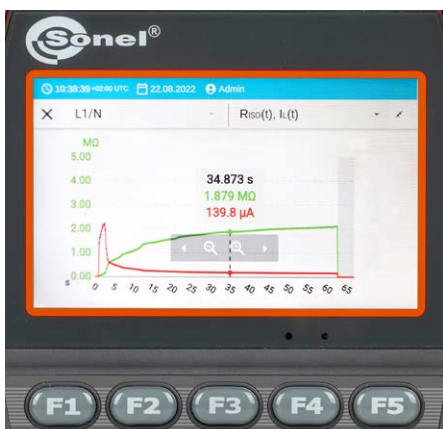 Sonel®
10:38:39 +02:00 UTC 22.08.2022 Admin
X L1/N Riso(t), IL(t)
MΩ
5.00
4.00
3.00
2.00
1.00
0.00
34.873 s
1.879 MΩ
139.8 µA
s 0 5 10 15 20 25 30 35 40 45 50 55 60 65
F1 F2 F3 F4 F5